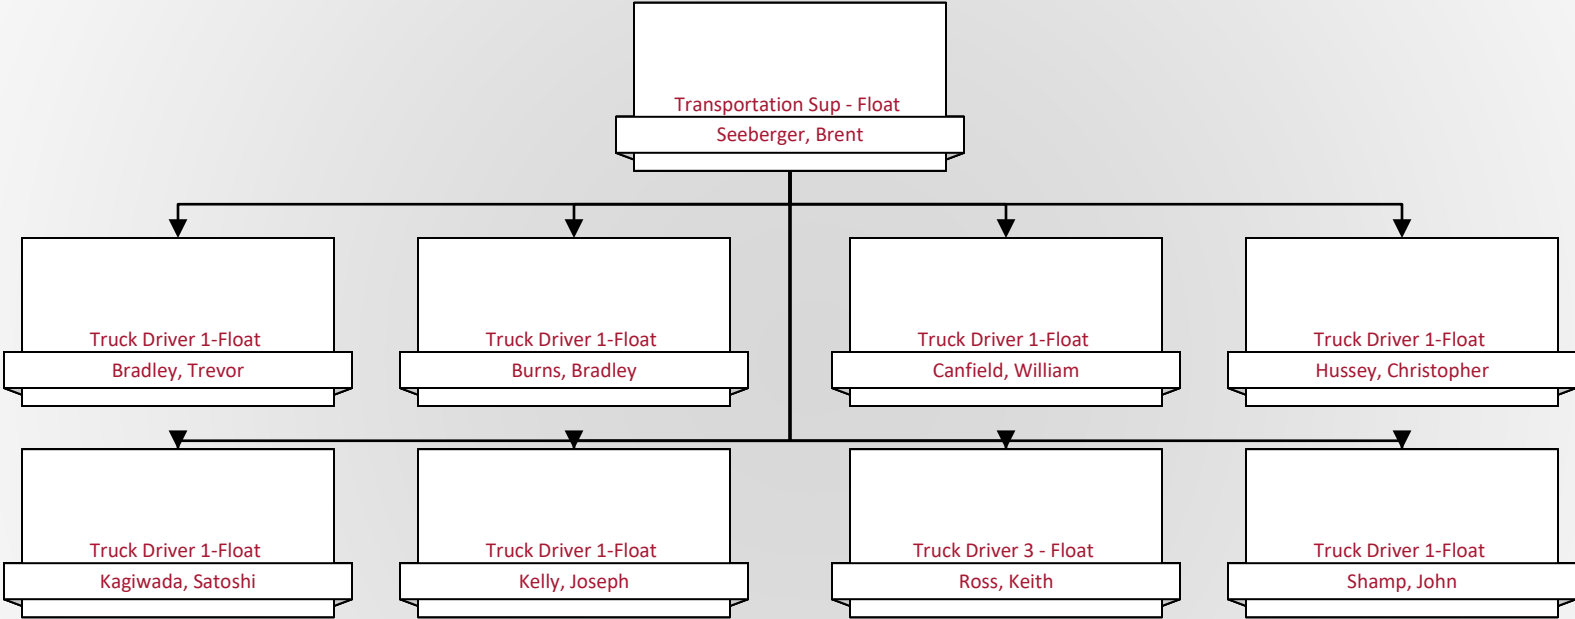 Transportation Sup - Float
Seeberger, Brent
Truck Driver 1-Float
Bradley, Trevor
Truck Driver 1-Float
Burns, Bradley
Truck Driver 1-Float
Canfield, William
Truck Driver 1-Float
Hussey, Christopher
Truck Driver 1-Float
Kagiwada, Satoshi
Truck Driver 1-Float
Kelly, Joseph
Truck Driver 3 - Float
Ross, Keith
Truck Driver 1-Float
Shamp, John